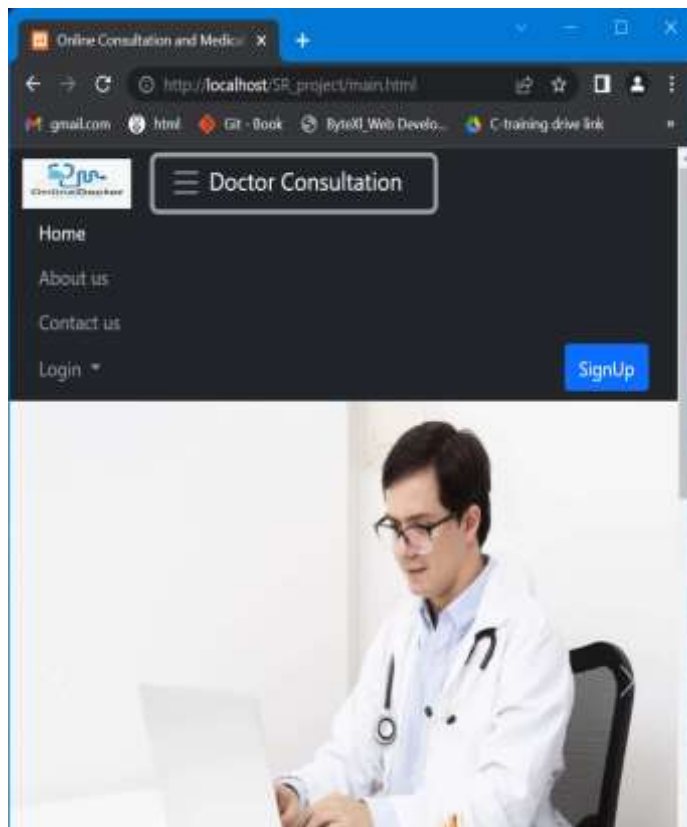 Online Consultation and Medic
http://localhost/SR_project/main.html
gmail.com html Git - Book ByteXl_Web Develo... C-training drive link
OnlineDoctor
Doctor Consultation
Home
About us
Contact us
Login
SignUp